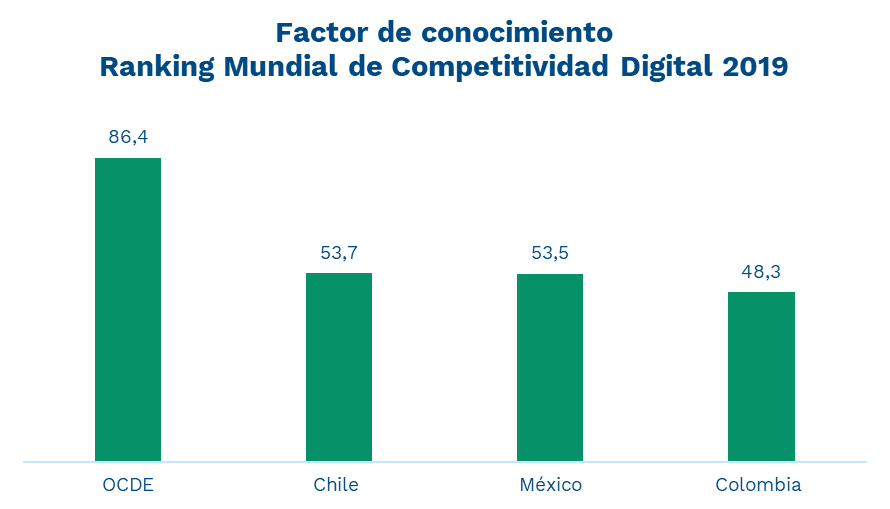 Factor de conocimiento
Ranking Mundial de Competitividad Digital 2019
86,4
53,7
53,5
48,3
OCDE
Chile
México
Colombia